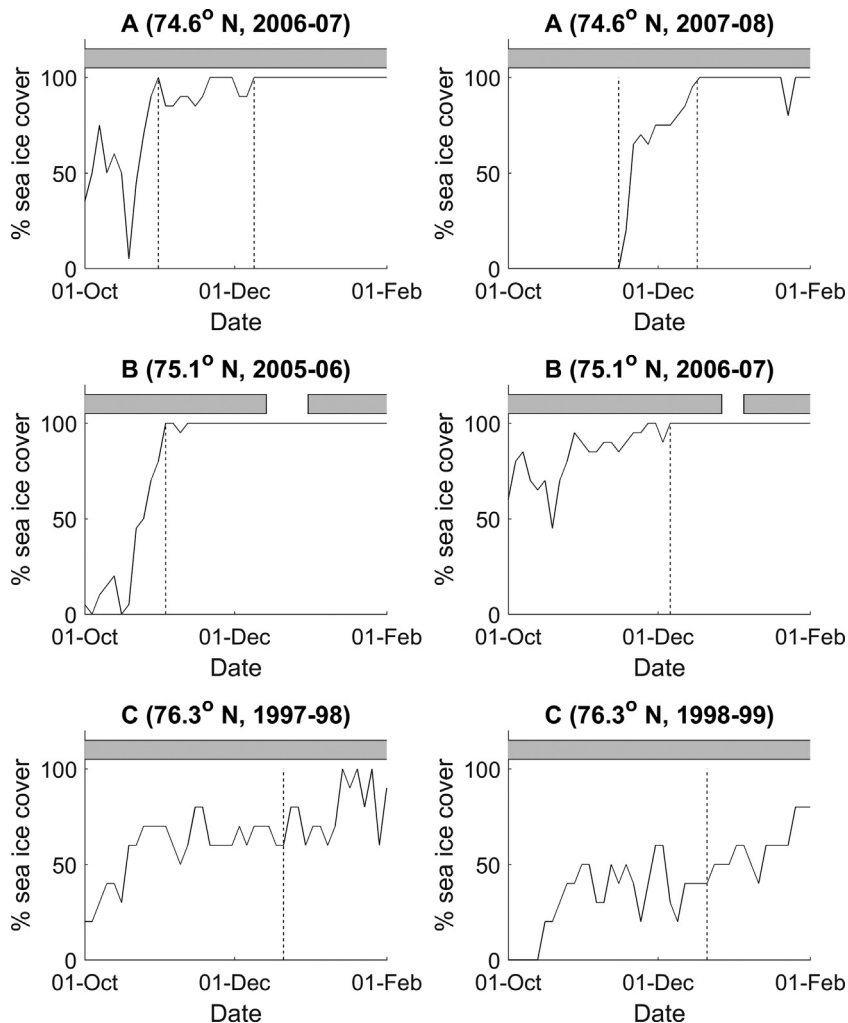 A (74.6° N, 2006-07)
% sea ice cover
100
50
0
01-Oct
01-Dec
01-Feb
Date
A (74.6° N, 2007-08)
% sea ice cover
100
50
0
01-Oct
01-Dec
01-Feb
Date
B (75.1° N, 2005-06)
% sea ice cover
100
50
0
01-Oct
01-Dec
01-Feb
Date
B (75.1° N, 2006-07)
% sea ice cover
100
50
0
01-Oct
01-Dec
01-Feb
Date
C (76.3° N, 1997-98)
% sea ice cover
100
50
0
01-Oct
01-Dec
01-Feb
Date
C (76.3° N, 1998-99)
% sea ice cover
100
50
0
01-Oct
01-Dec
01-Feb
Date